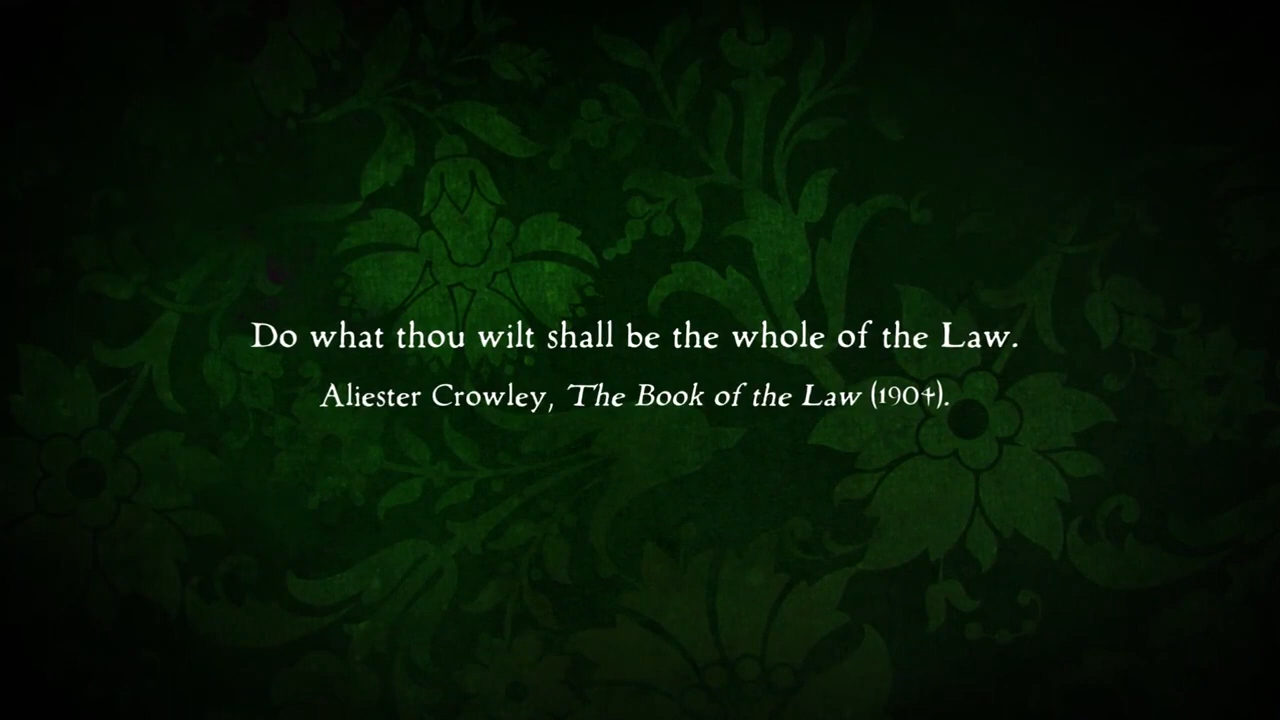 Do what thou wilt shall be the whole of the Law.
Aliester Crowley, The Book of the Law (1904).